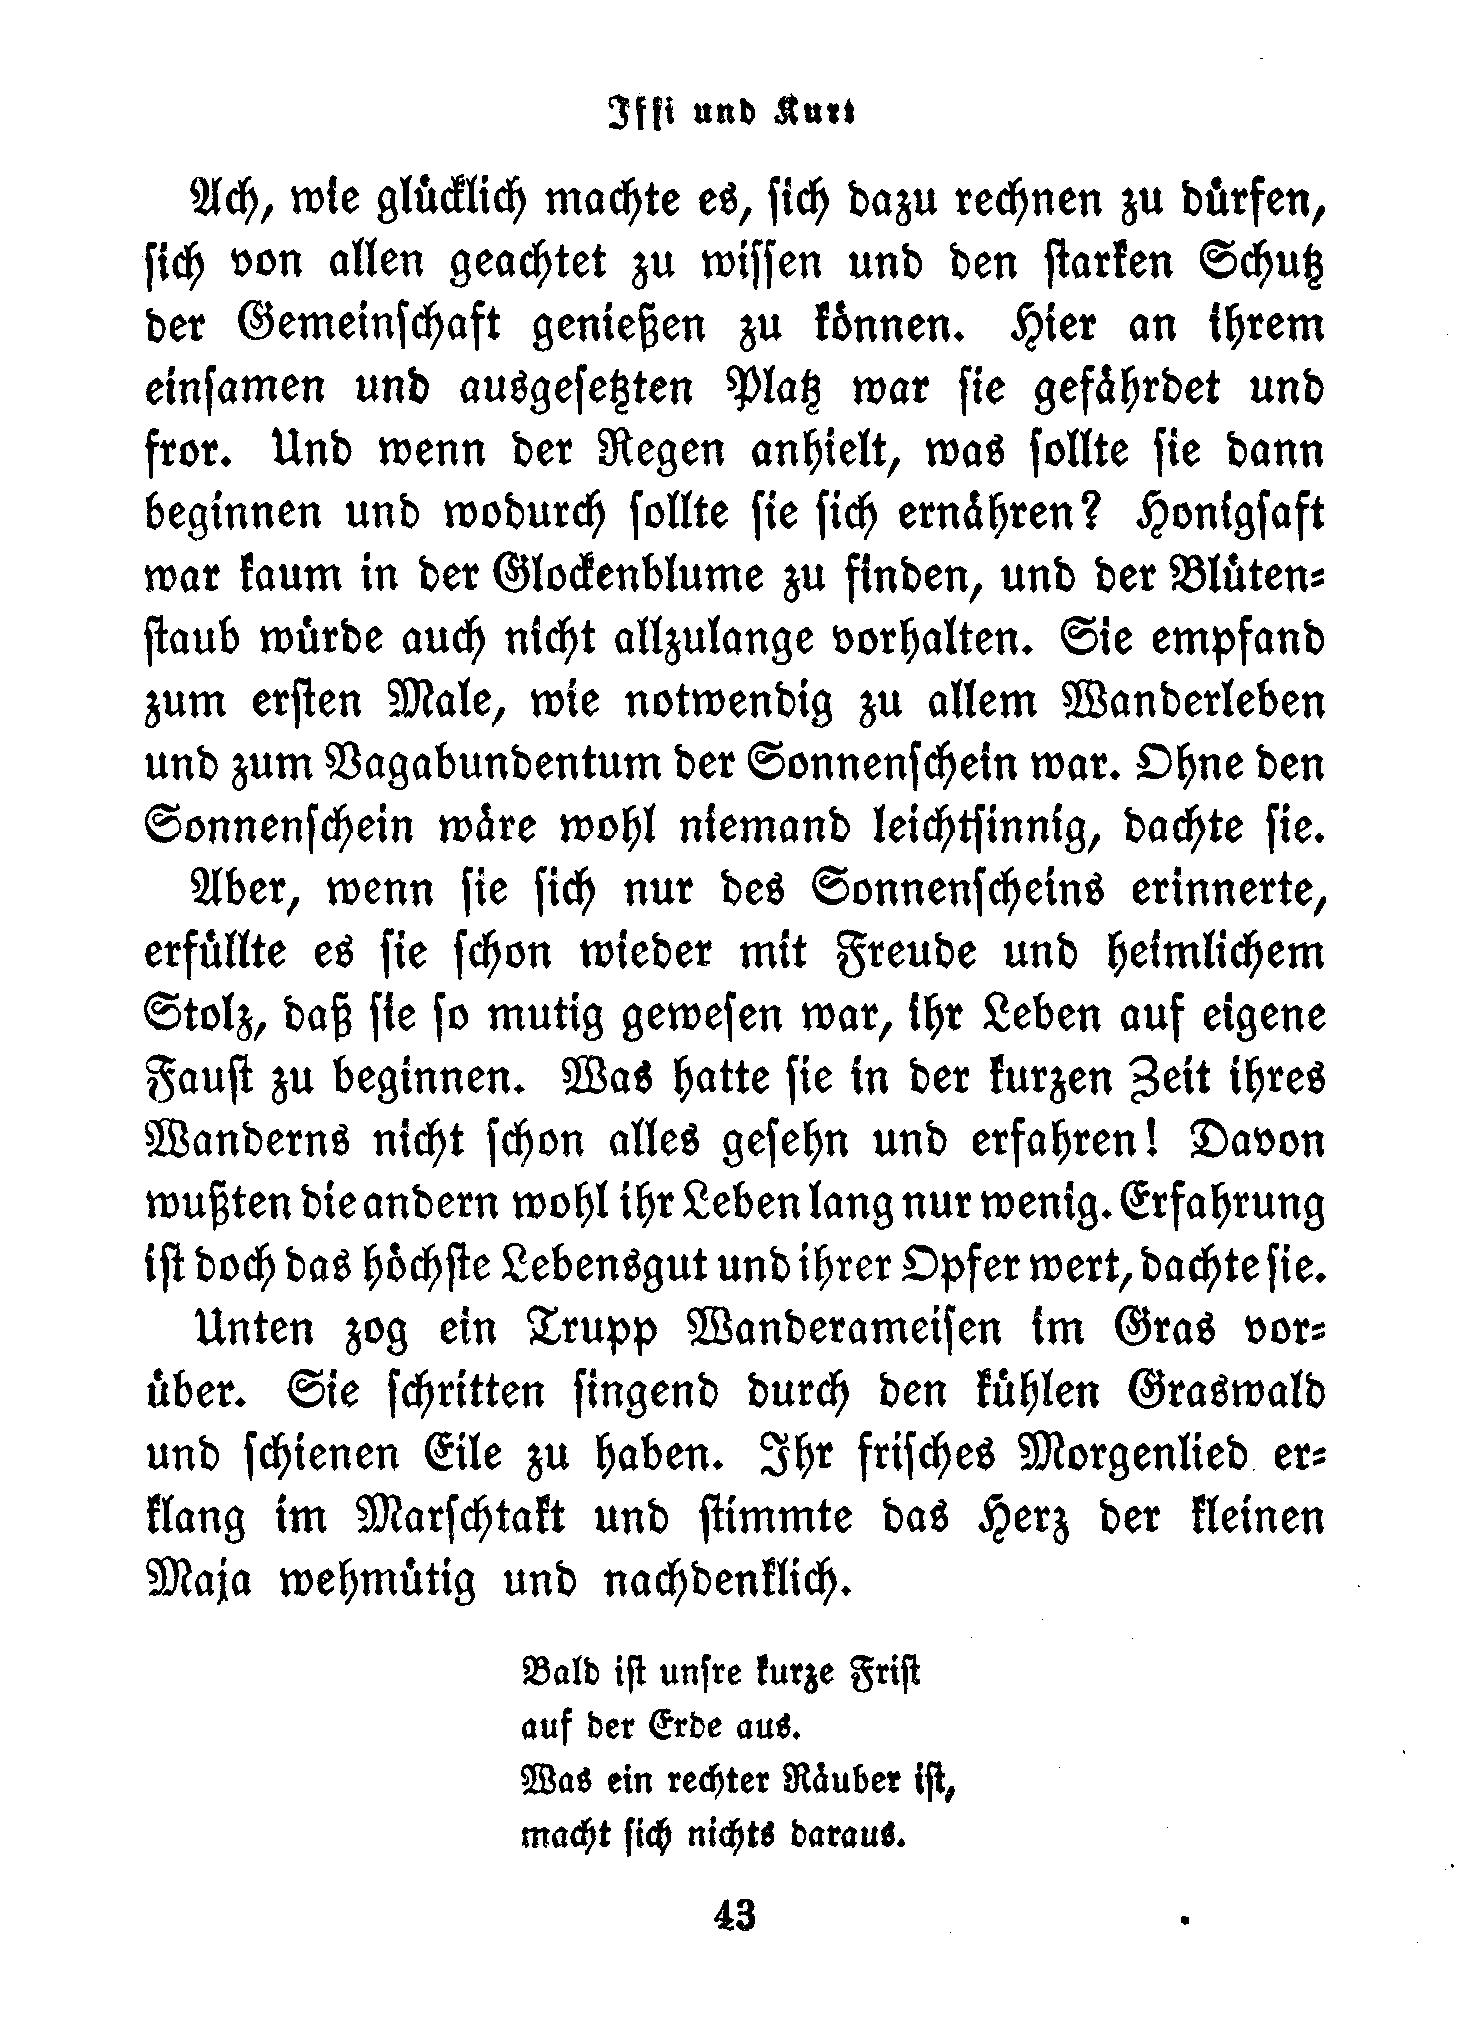 Iffi und Kurt
Ach, wie glücklich machte es, sich dazu rechnen zu dürfen,
sich von allen geachtet zu wissen und den starken Schutz
der Gemeinschaft genießen zu können. Hier an ihrem
einsamen und ausgesetzten Platz war sie gefährdet und
fror. Und wenn der Regen anhielt, was sollte sie dann
beginnen und wodurch sollte sie sich ernähren? Honigsaft
war kaum in der Glockenblume zu finden, und der Blüten-
staub würde auch nicht allzulange vorhalten. Sie empfand
zum ersten Male, wie notwendig zu allem Wanderleben
und zum Vagabundentum der Sonnenschein war. Ohne den
Sonnenschein wäre wohl niemand leichtsinnig, dachte sie.
Aber, wenn sie sich nur des Sonnenscheins erinnerte,
erfüllte es sie schon wieder mit Freude und heimlichem
Stolz, daß sie so mutig gewesen war, ihr Leben auf eigene
Faust zu beginnen. Was hatte sie in der kurzen Zeit ihres
Wanderns nicht schon alles gesehn und erfahren! Davon
wußten die andern wohl ihr Leben lang nur wenig. Erfahrung
ist doch das höchste Lebensgut und ihrer Opfer wert, dachte sie.
Unten zog ein Trupp Wanderameisen im Gras vor-
über. Sie schritten singend durch den kühlen Graswald
und schienen Eile zu haben. Ihr frisches Morgenlied er-
klang im Marschtakt und stimmte das Herz der kleinen
Maja wehmütig und nachdenklich.
Bald ist unsre kurze Frist
auf der Erde aus.
Was ein rechter Räuber ist,
macht sich nichts daraus.
43